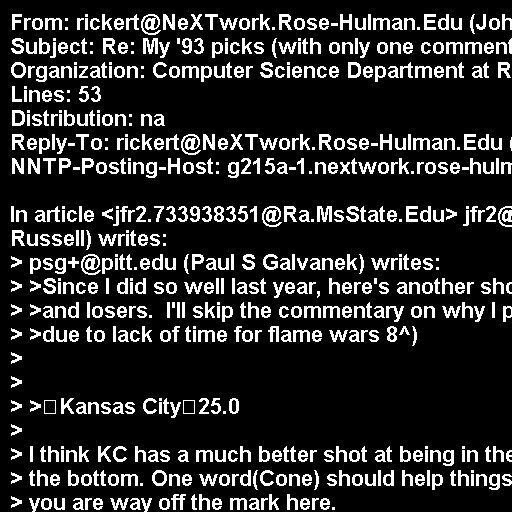 From: rickert@NeXTwork.Rose-Hulman.Edu (Joh
Subject: Re: My '93 picks (with only one comment
Organization: Computer Science Department at R
Lines: 53
Distribution: na
Reply-To: rickert@NeXTwork.Rose-Hulman.Edu (
NNTP-Posting-Host: g215a-1.nextwork.rose-hulm

In article <jfr2.733938351@Ra.MsState.Edu> jfr2@
Russell) writes:
> psg+@pitt.edu (Paul S Galvanek) writes:
> >Since I did so well last year, here's another sho
> >and losers.  I'll skip the commentary on why I p
> >due to lack of time for flame wars 8^)
>
>
> >□Kansas City□25.0
>
> I think KC has a much better shot at being in the
> the bottom. One word(Cone) should help things
> you are way off the mark here.